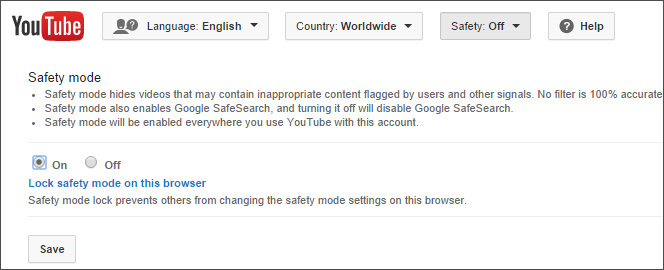 YouTube Language: English Country: Worldwide Safety: Off Help
Safety mode
Safety mode hides videos that may contain inappropriate content flagged by users and other signals. No filter is 100% accurate
Safety mode also enables Google SafeSearch, and turning it off will disable Google SafeSearch.
Safety mode will be enabled everywhere you use YouTube with this account.
On Off
Lock safety mode on this browser
Safety mode lock prevents others from changing the safety mode settings on this browser.
Save